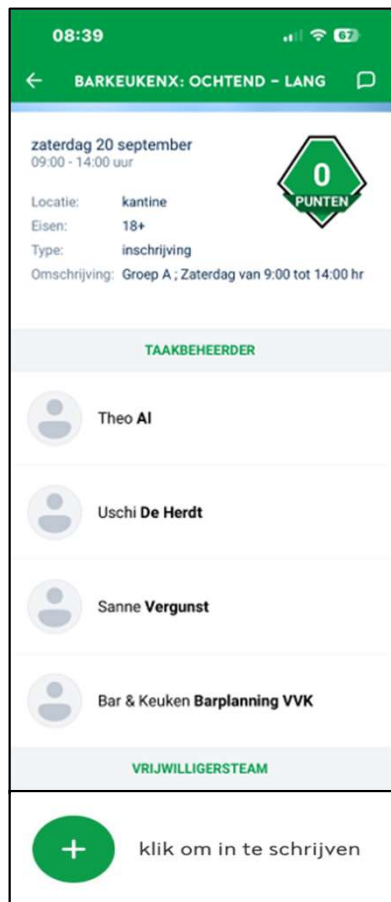 08:39
67
BARKEUKENX: OCHTEND – LANG
zaterdag 20 september
09:00 - 14:00 uur
0
PUNTEN
Locatie: kantine
Eisen: 18+
Type: inschrijving
Omschrijving: Groep A ; Zaterdag van 9:00 tot 14:00 hr
TAAKBEHEERDER
Theo Al
Uschi De Herdt
Sanne Vergunst
Bar & Keuken Barplanning VVK
VRIJWILLIGERSTEAM
+ klik om in te schrijven